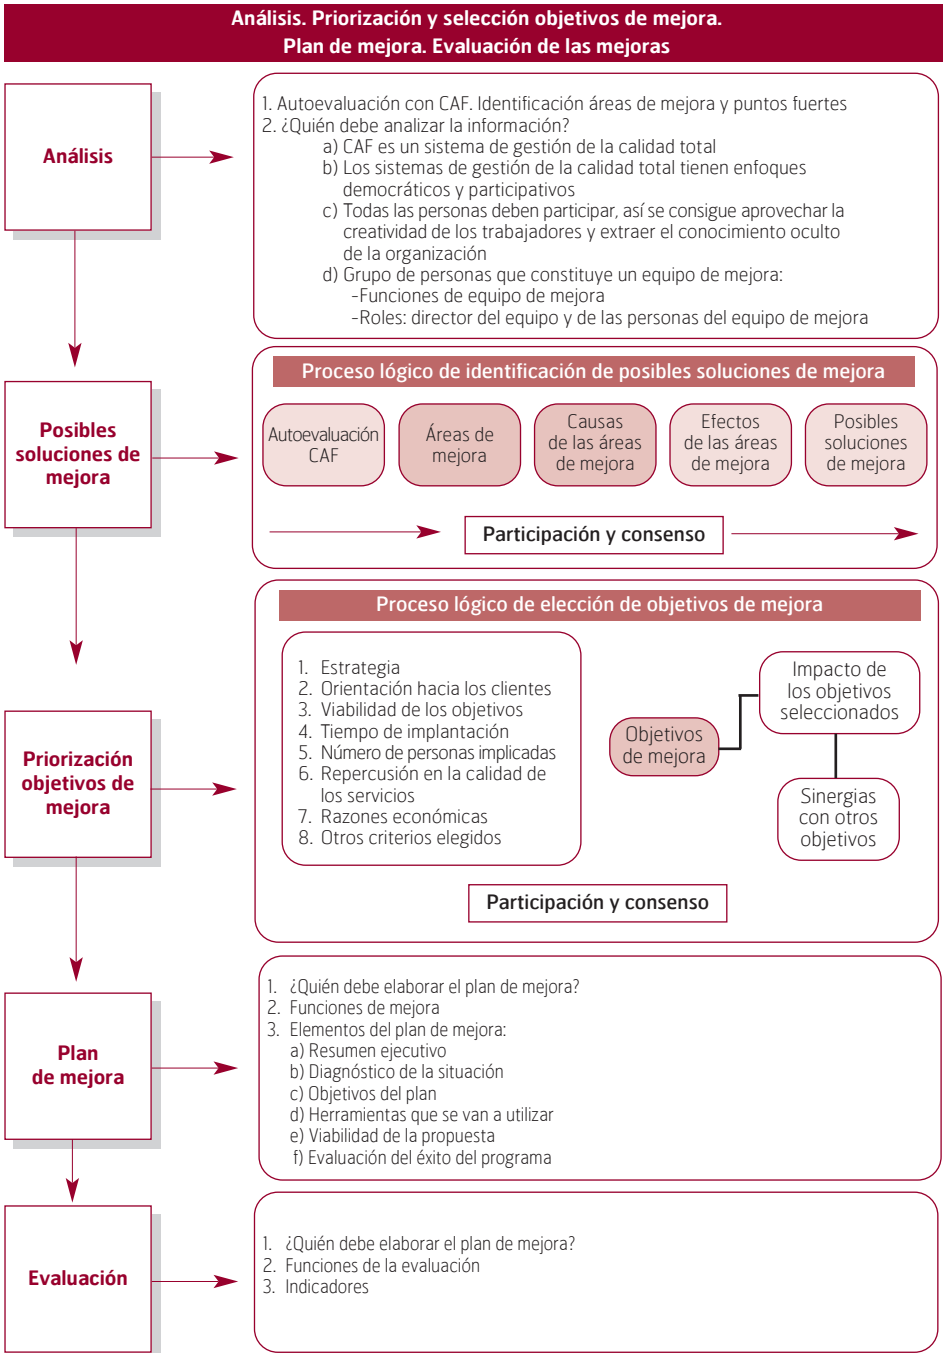 Análisis. Priorización y selección objetivos de mejora.
Plan de mejora. Evaluación de las mejoras
Análisis
1. Autoevaluación con CAF. Identificación áreas de mejora y puntos fuertes
2. ¿Quién debe analizar la información?
a) CAF es un sistema de gestión de la calidad total
b) Los sistemas de gestión de la calidad total tienen enfoques
democráticos y participativos
c) Todas las personas deben participar, así se consigue aprovechar la
creatividad de los trabajadores y extraer el conocimiento oculto
de la organización
d) Grupo de personas que constituye un equipo de mejora:
-Funciones de equipo de mejora
-Roles: director del equipo y de las personas del equipo de mejora
Posibles
soluciones de
mejora
Proceso lógico de identificación de posibles soluciones de mejora
Autoevaluación
CAF
Áreas de
mejora
Causas
de las áreas
de mejora
Efectos
de las áreas
de mejora
Posibles
soluciones
de mejora
Participación y consenso
Priorización
objetivos de
mejora
Proceso lógico de elección de objetivos de mejora
1. Estrategia
2. Orientación hacia los clientes
3. Viabilidad de los objetivos
4. Tiempo de implantación
5. Número de personas implicadas
6. Repercusión en la calidad de
los servicios
7. Razones económicas
8. Otros criterios elegidos
Objetivos
de mejora
Impacto de
los objetivos
seleccionados
Sinergias
con otros
objetivos
Participación y consenso
Plan
de mejora
1. ¿Quién debe elaborar el plan de mejora?
2. Funciones de mejora
3. Elementos del plan de mejora:
a) Resumen ejecutivo
b) Diagnóstico de la situación
c) Objetivos del plan
d) Herramientas que se van a utilizar
e) Viabilidad de la propuesta
f) Evaluación del éxito del programa
Evaluación
1. ¿Quién debe elaborar el plan de mejora?
2. Funciones de la evaluación
3. Indicadores